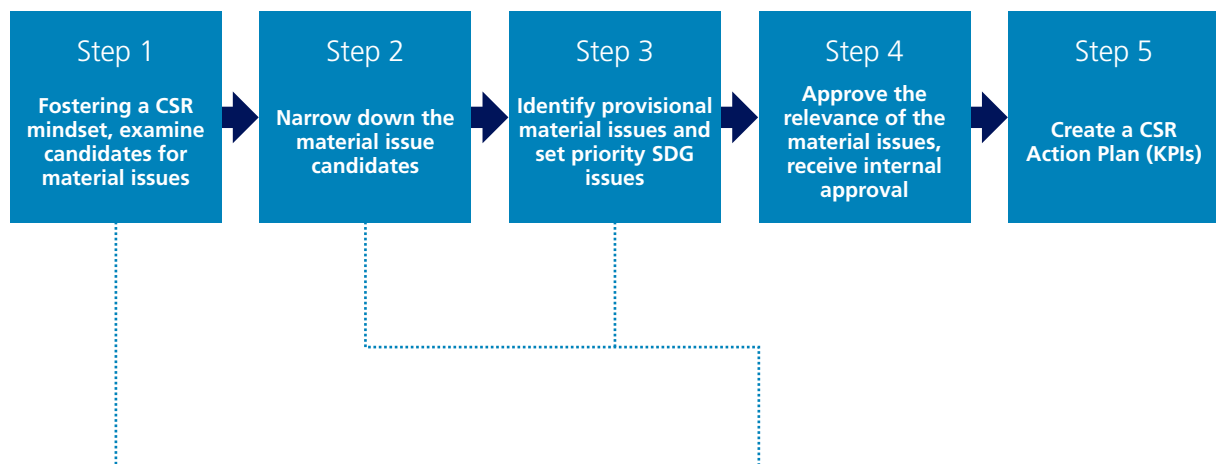 Step 1
Fostering a CSR
mindset, examine
candidates for
material issues
Step 2
Narrow down the
material issue
candidates
Step 3
Identify provisional
material issues and
set priority SDG
issues
Step 4
Approve the
relevance of the
material issues,
receive internal
approval
Step 5
Create a CSR
Action Plan (KPIs)